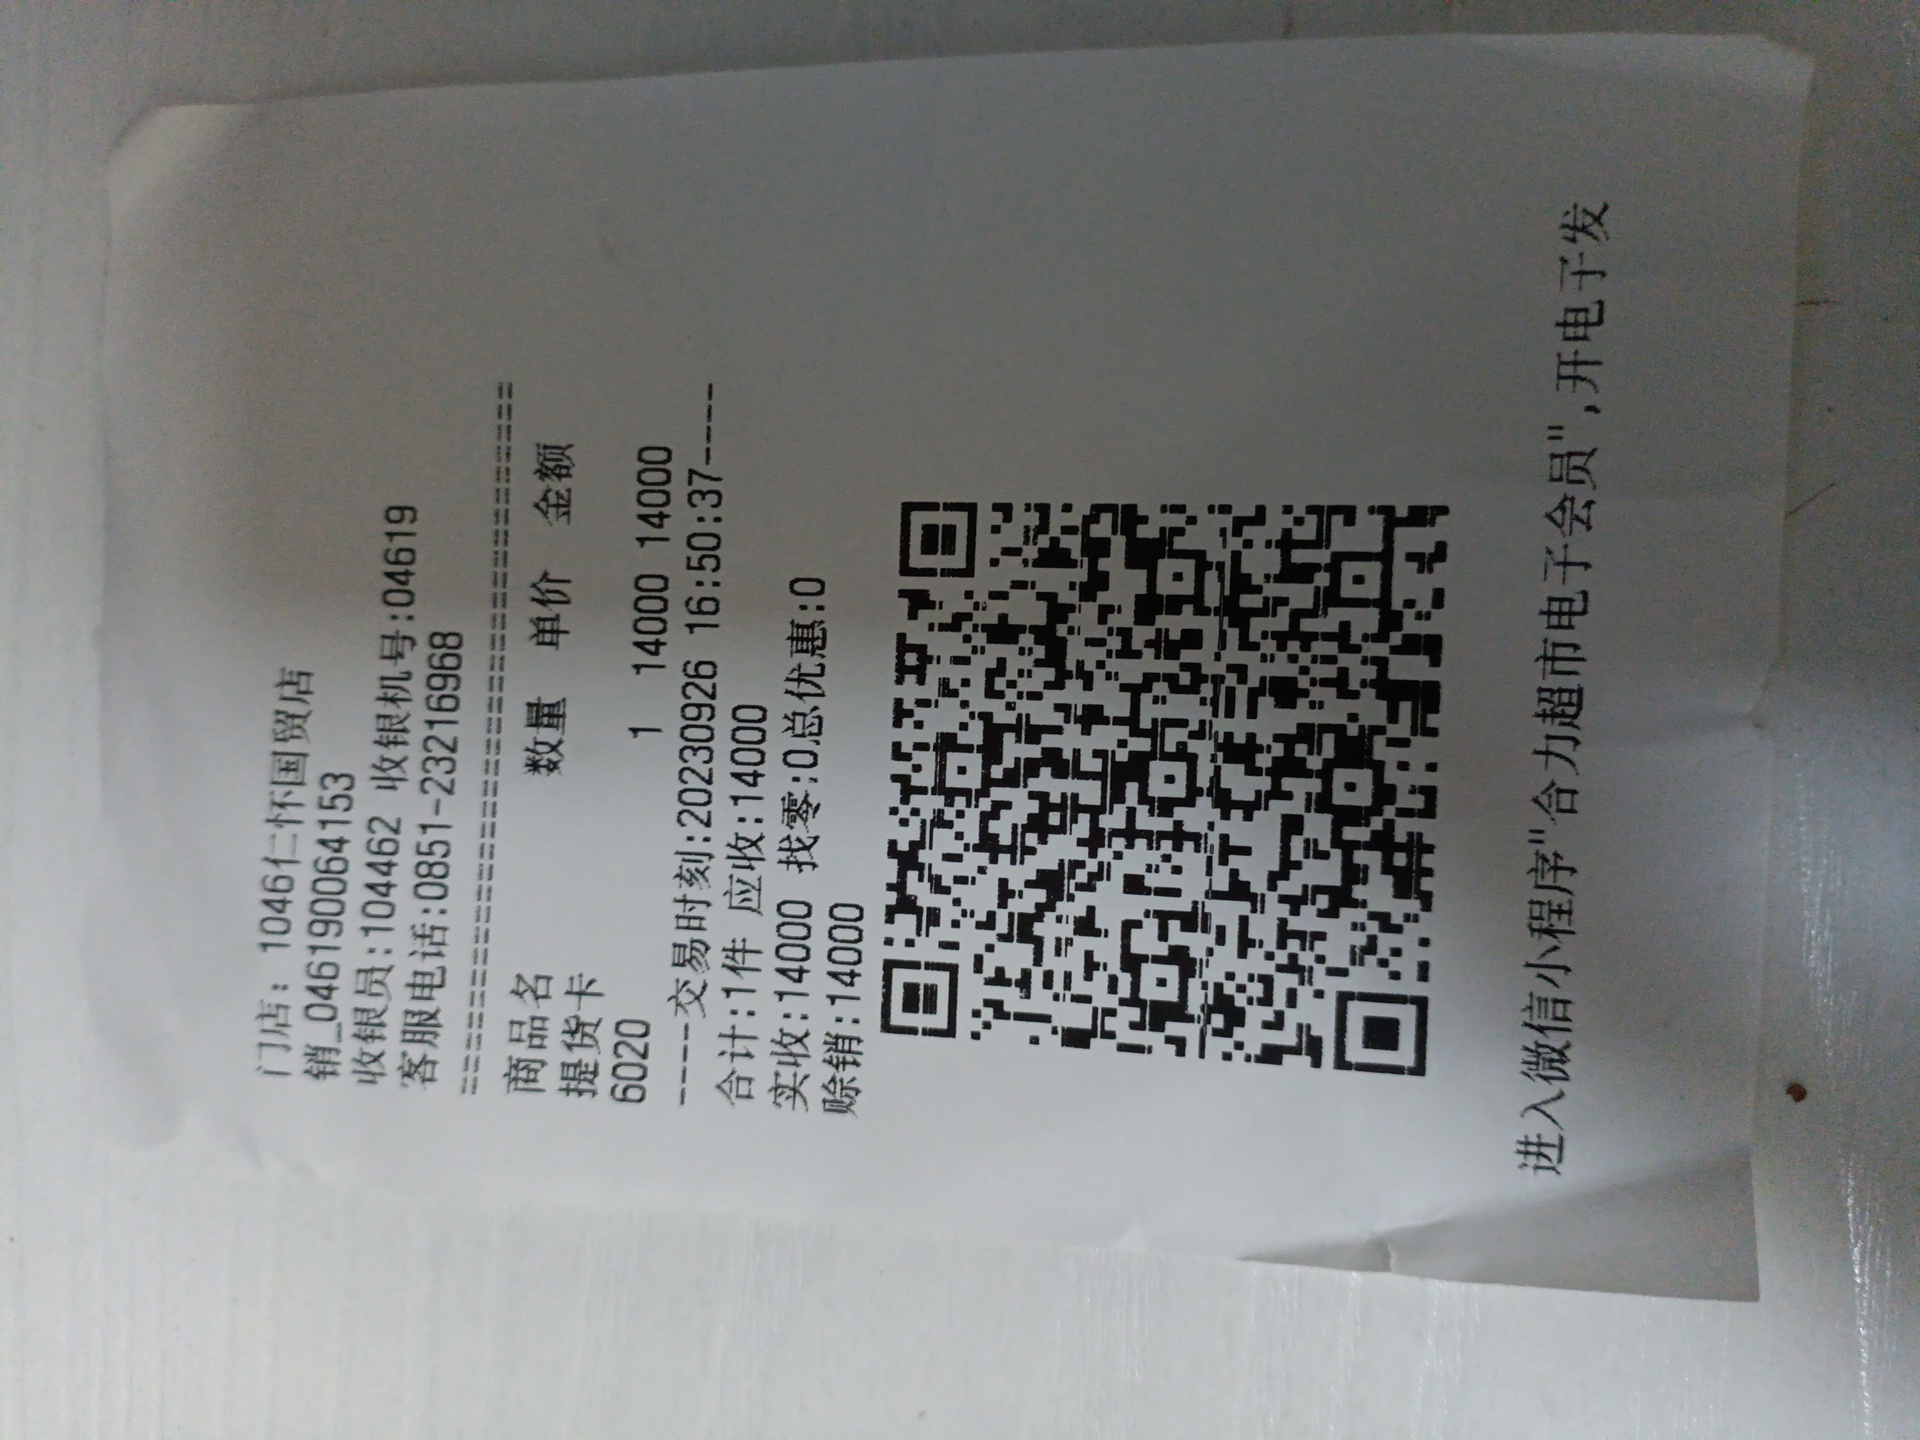 门店: 1046仁怀国贸店
销_0461900064153
收银员:104462 收银机号:04619
客服电话:0851-23216968
==========================================
商品名 数量 单价 金额
提货卡
6020 1 14000 14000
----交易时刻:20230926 16:50:37----
合计:1件 应收:14000
实收:14000 找零:0总优惠:0
赊销:14000
进入微信小程序"合力超市电子会员",开电子发